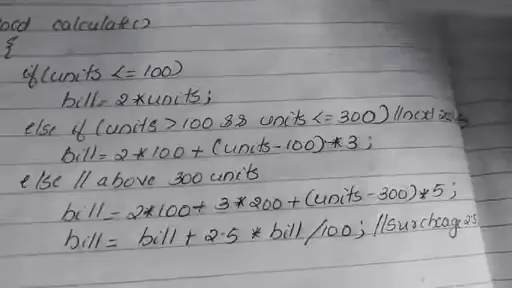 void calculate()
{
if(units <= 100)
bill= 2*units;
else if (units > 100 && units <= 300) //next
bill= 2*100 + (units-100)*3;
else // above 300 units
bill= 2*100+ 3*200+(units-300)*5;
bill= bill+ 2.5 * bill/100; //Surcharge 2.5